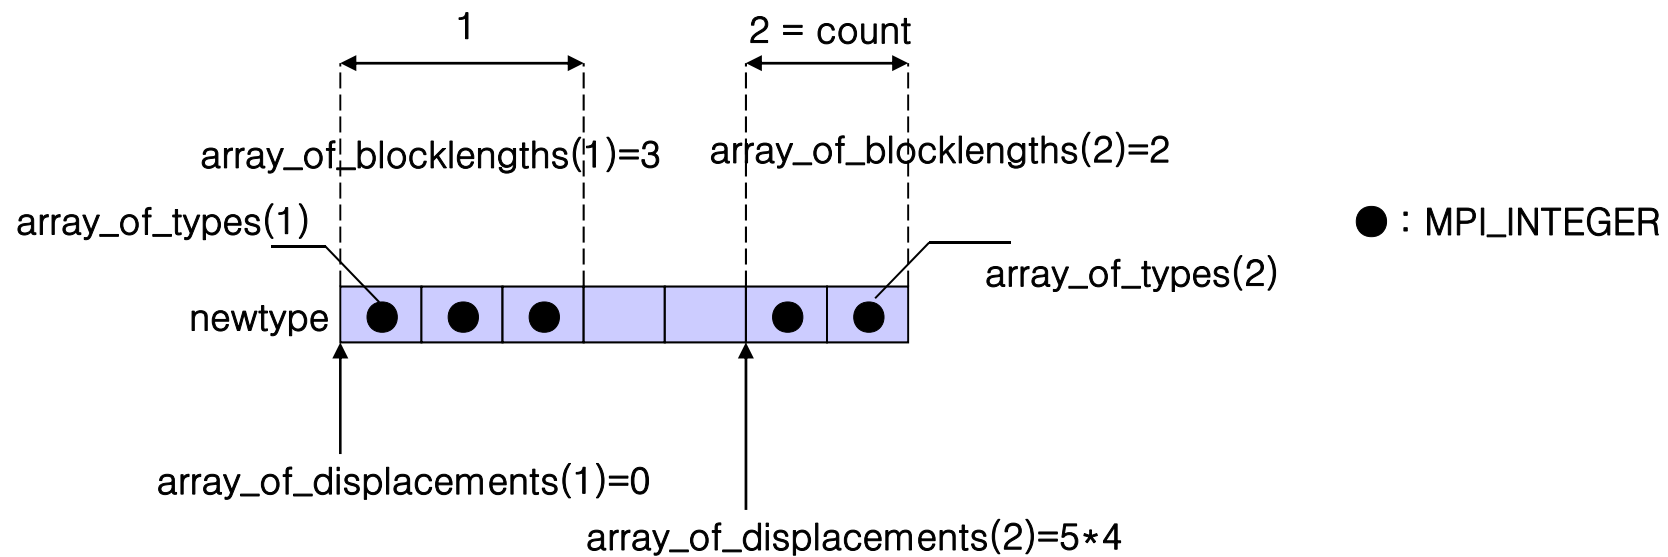 1
2 = count
array_of_blocklengths(1)=3
array_of_blocklengths(2)=2
array_of_types(1)
: MPI_INTEGER
array_of_types(2)
newtype
array_of_displacements(1)=0
array_of_displacements(2)=5*4